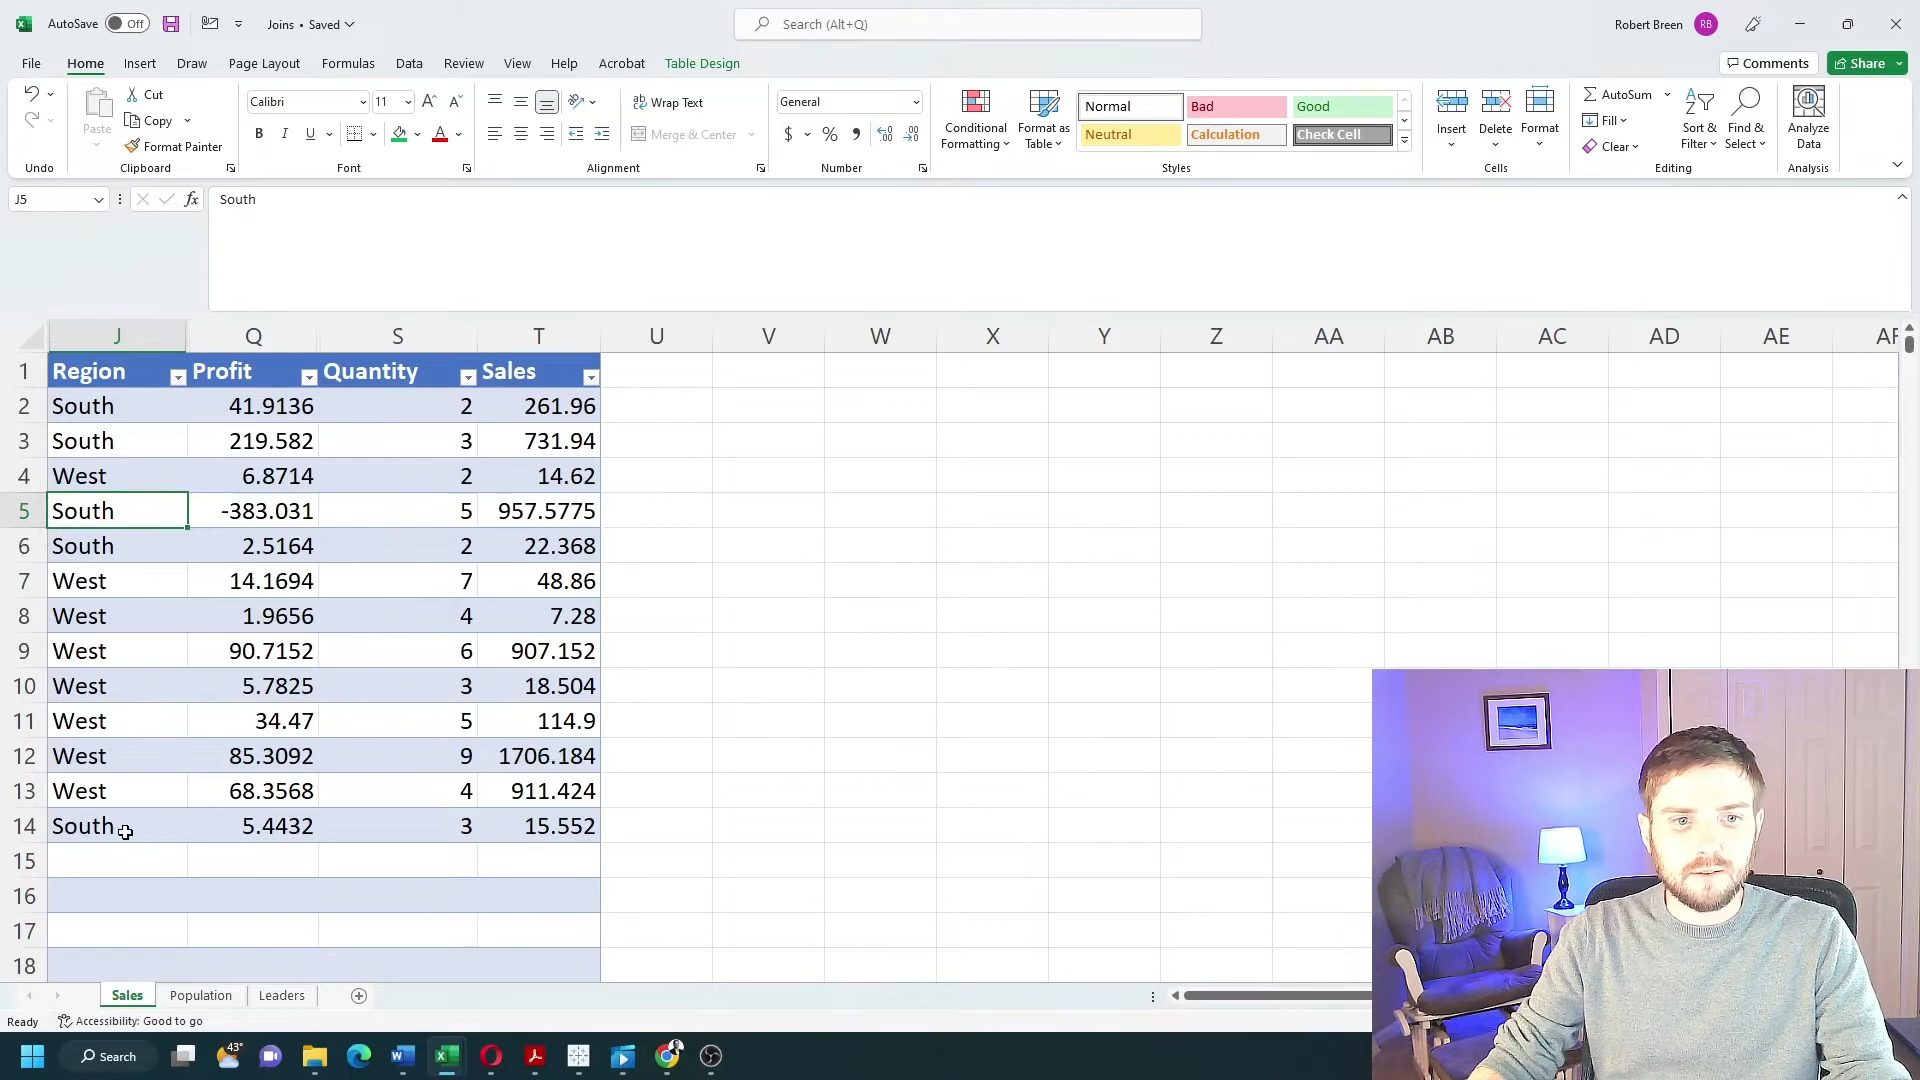 AutoSave Off Joins • Saved Search (Alt+Q) Robert Breen RB
File Home Insert Draw Page Layout Formulas Data Review View Help Acrobat Table Design Comments Share
Cut
Copy
Format Painter
Paste
Calibri 11
B I U A
Wrap Text
Merge & Center
General
$ % ,
Conditional Formatting
Format as Table
Normal Bad Good
Neutral Calculation Check Cell
Insert Delete Format
AutoSum
Fill
Clear
Sort & Filter
Find & Select
Analyze Data
Undo Clipboard Font Alignment Number Styles Cells Editing Analysis
J5 fx South
J Q S T U V W X Y Z AA AB AC AD AE AF
1 Region Profit Quantity Sales
2 South 41.9136 2 261.96
3 South 219.582 3 731.94
4 West 6.8714 2 14.62
5 South -383.031 5 957.5775
6 South 2.5164 2 22.368
7 West 14.1694 7 48.86
8 West 1.9656 4 7.28
9 West 90.7152 6 907.152
10 West 5.7825 3 18.504
11 West 34.47 5 114.9
12 West 85.3092 9 1706.184
13 West 68.3568 4 911.424
14 South 5.4432 3 15.552
15
16
17
18
Sales Population Leaders
Ready Accessibility: Good to go
Search 43°